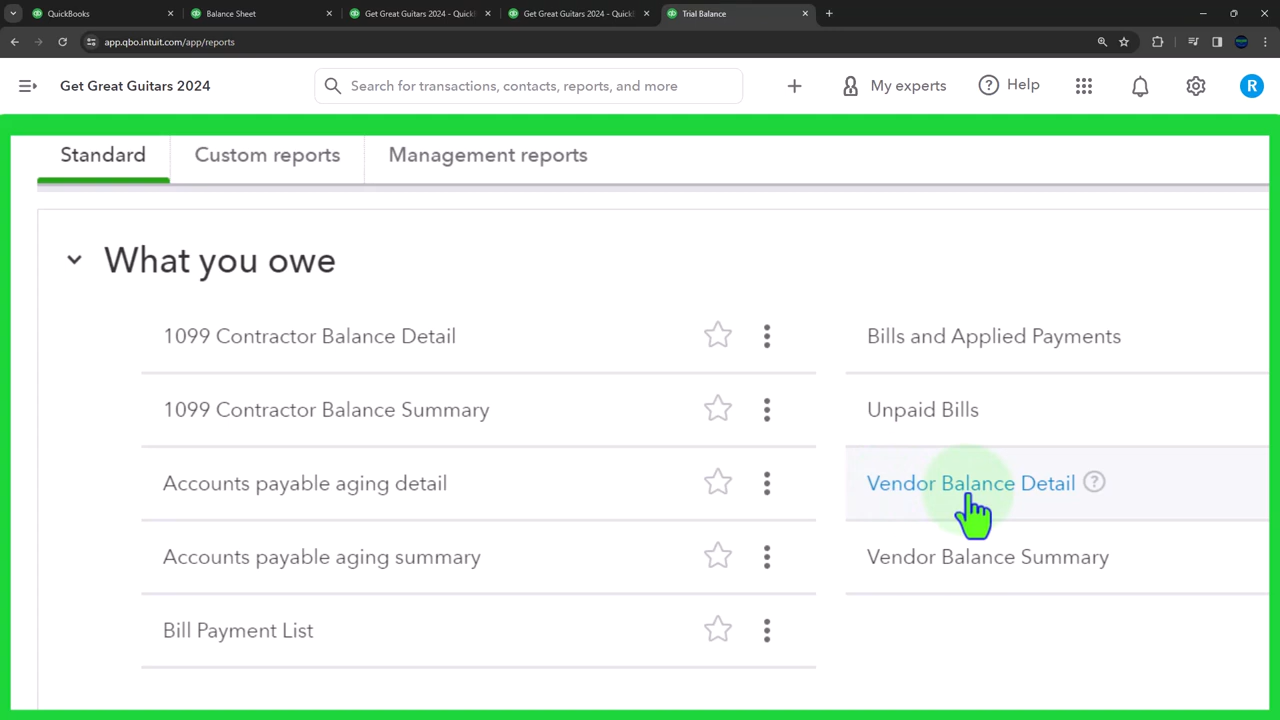 QuickBooks
Balance Sheet
Get Great Guitars 2024 - QuickB
Get Great Guitars 2024 - QuickB
Trial Balance
app.qbo.intuit.com/app/reports
Get Great Guitars 2024
Search for transactions, contacts, reports, and more
My experts
Help
R
Standard
Custom reports
Management reports
What you owe
1099 Contractor Balance Detail
Bills and Applied Payments
1099 Contractor Balance Summary
Unpaid Bills
Accounts payable aging detail
Vendor Balance Detail
Accounts payable aging summary
Vendor Balance Summary
Bill Payment List